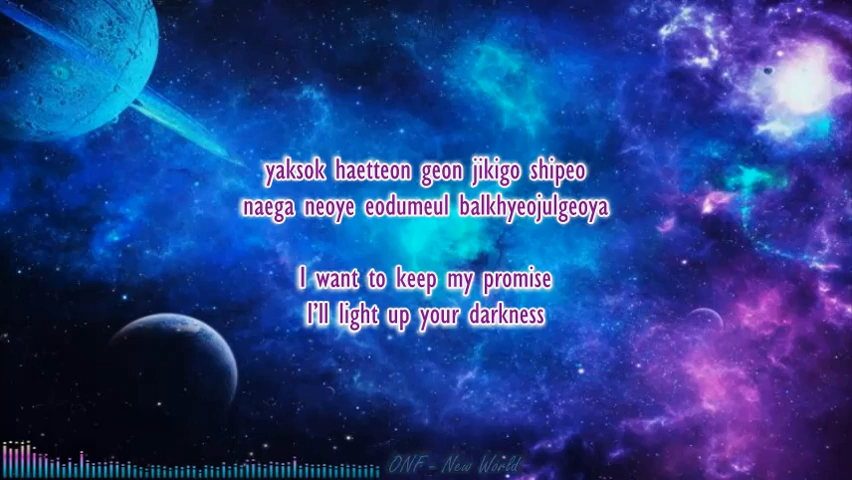 yaksok haetteon geon jikigo shipeo
naega neoye eodumeul balkhyeojulgeoya
I want to keep my promise
I'll light up your darkness
ONF - New World